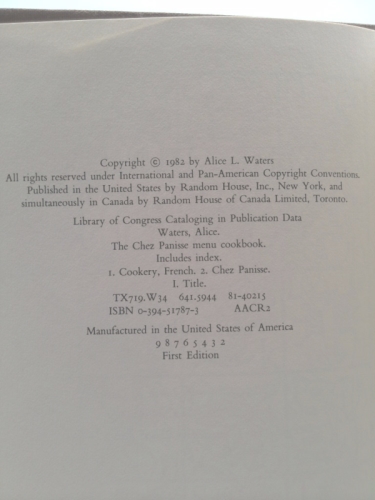 Copyright © 1982 by Alice L. Waters
All rights reserved under International and Pan-American Copyright Conventions.
Published in the United States by Random House, Inc., New York, and
simultaneously in Canada by Random House of Canada Limited, Toronto.
Library of Congress Cataloging in Publication Data
Waters, Alice.
The Chez Panisse menu cookbook.
Includes index.
1. Cookery, French. 2. Chez Panisse.
I. Title.
TX719.W34 641.5944 81-40215
ISBN 0-394-51787-3 AACR2
Manufactured in the United States of America
9 8 7 6 5 4 3 2
First Edition